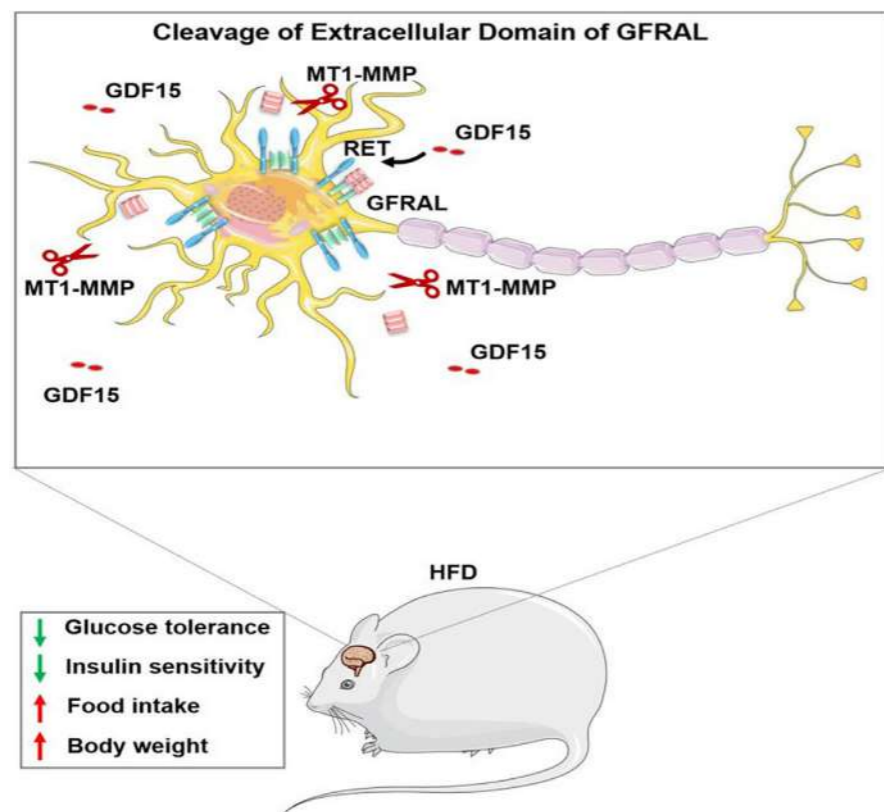 Cleavage of Extracellular Domain of GFRAL
MT1-MMP
GDF15
GDF15
RET
GFRAL
MT1-MMP
MT1-MMP
GDF15
GDF15
HFD
Glucose tolerance
Insulin sensitivity
Food intake
Body weight